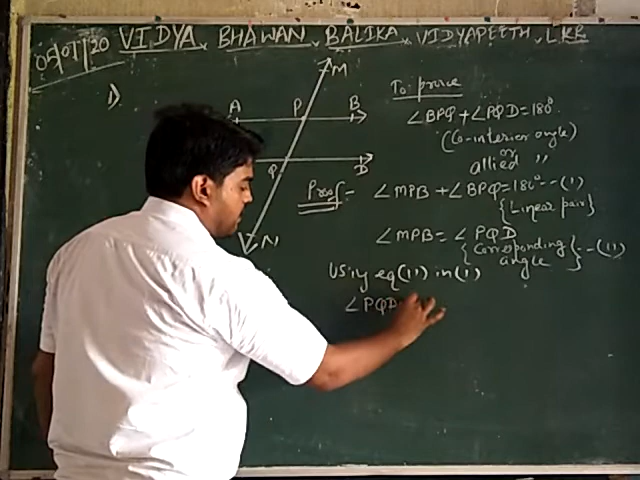 05/07/20 VIDYA BHAWAN BALIKA VIDYAPEETH, LKR
1)
M
A P B
Q D
N
To prove
∠BPQ + ∠PQD = 180°
(Co-interior angle)
or
allied "
Proof:- ∠MPB + ∠BPQ = 180° --(i)
{Linear pair}
∠MPB = ∠PQD
{Corresponding angle} --(ii)
Using eq(ii) in (i)
∠PQD